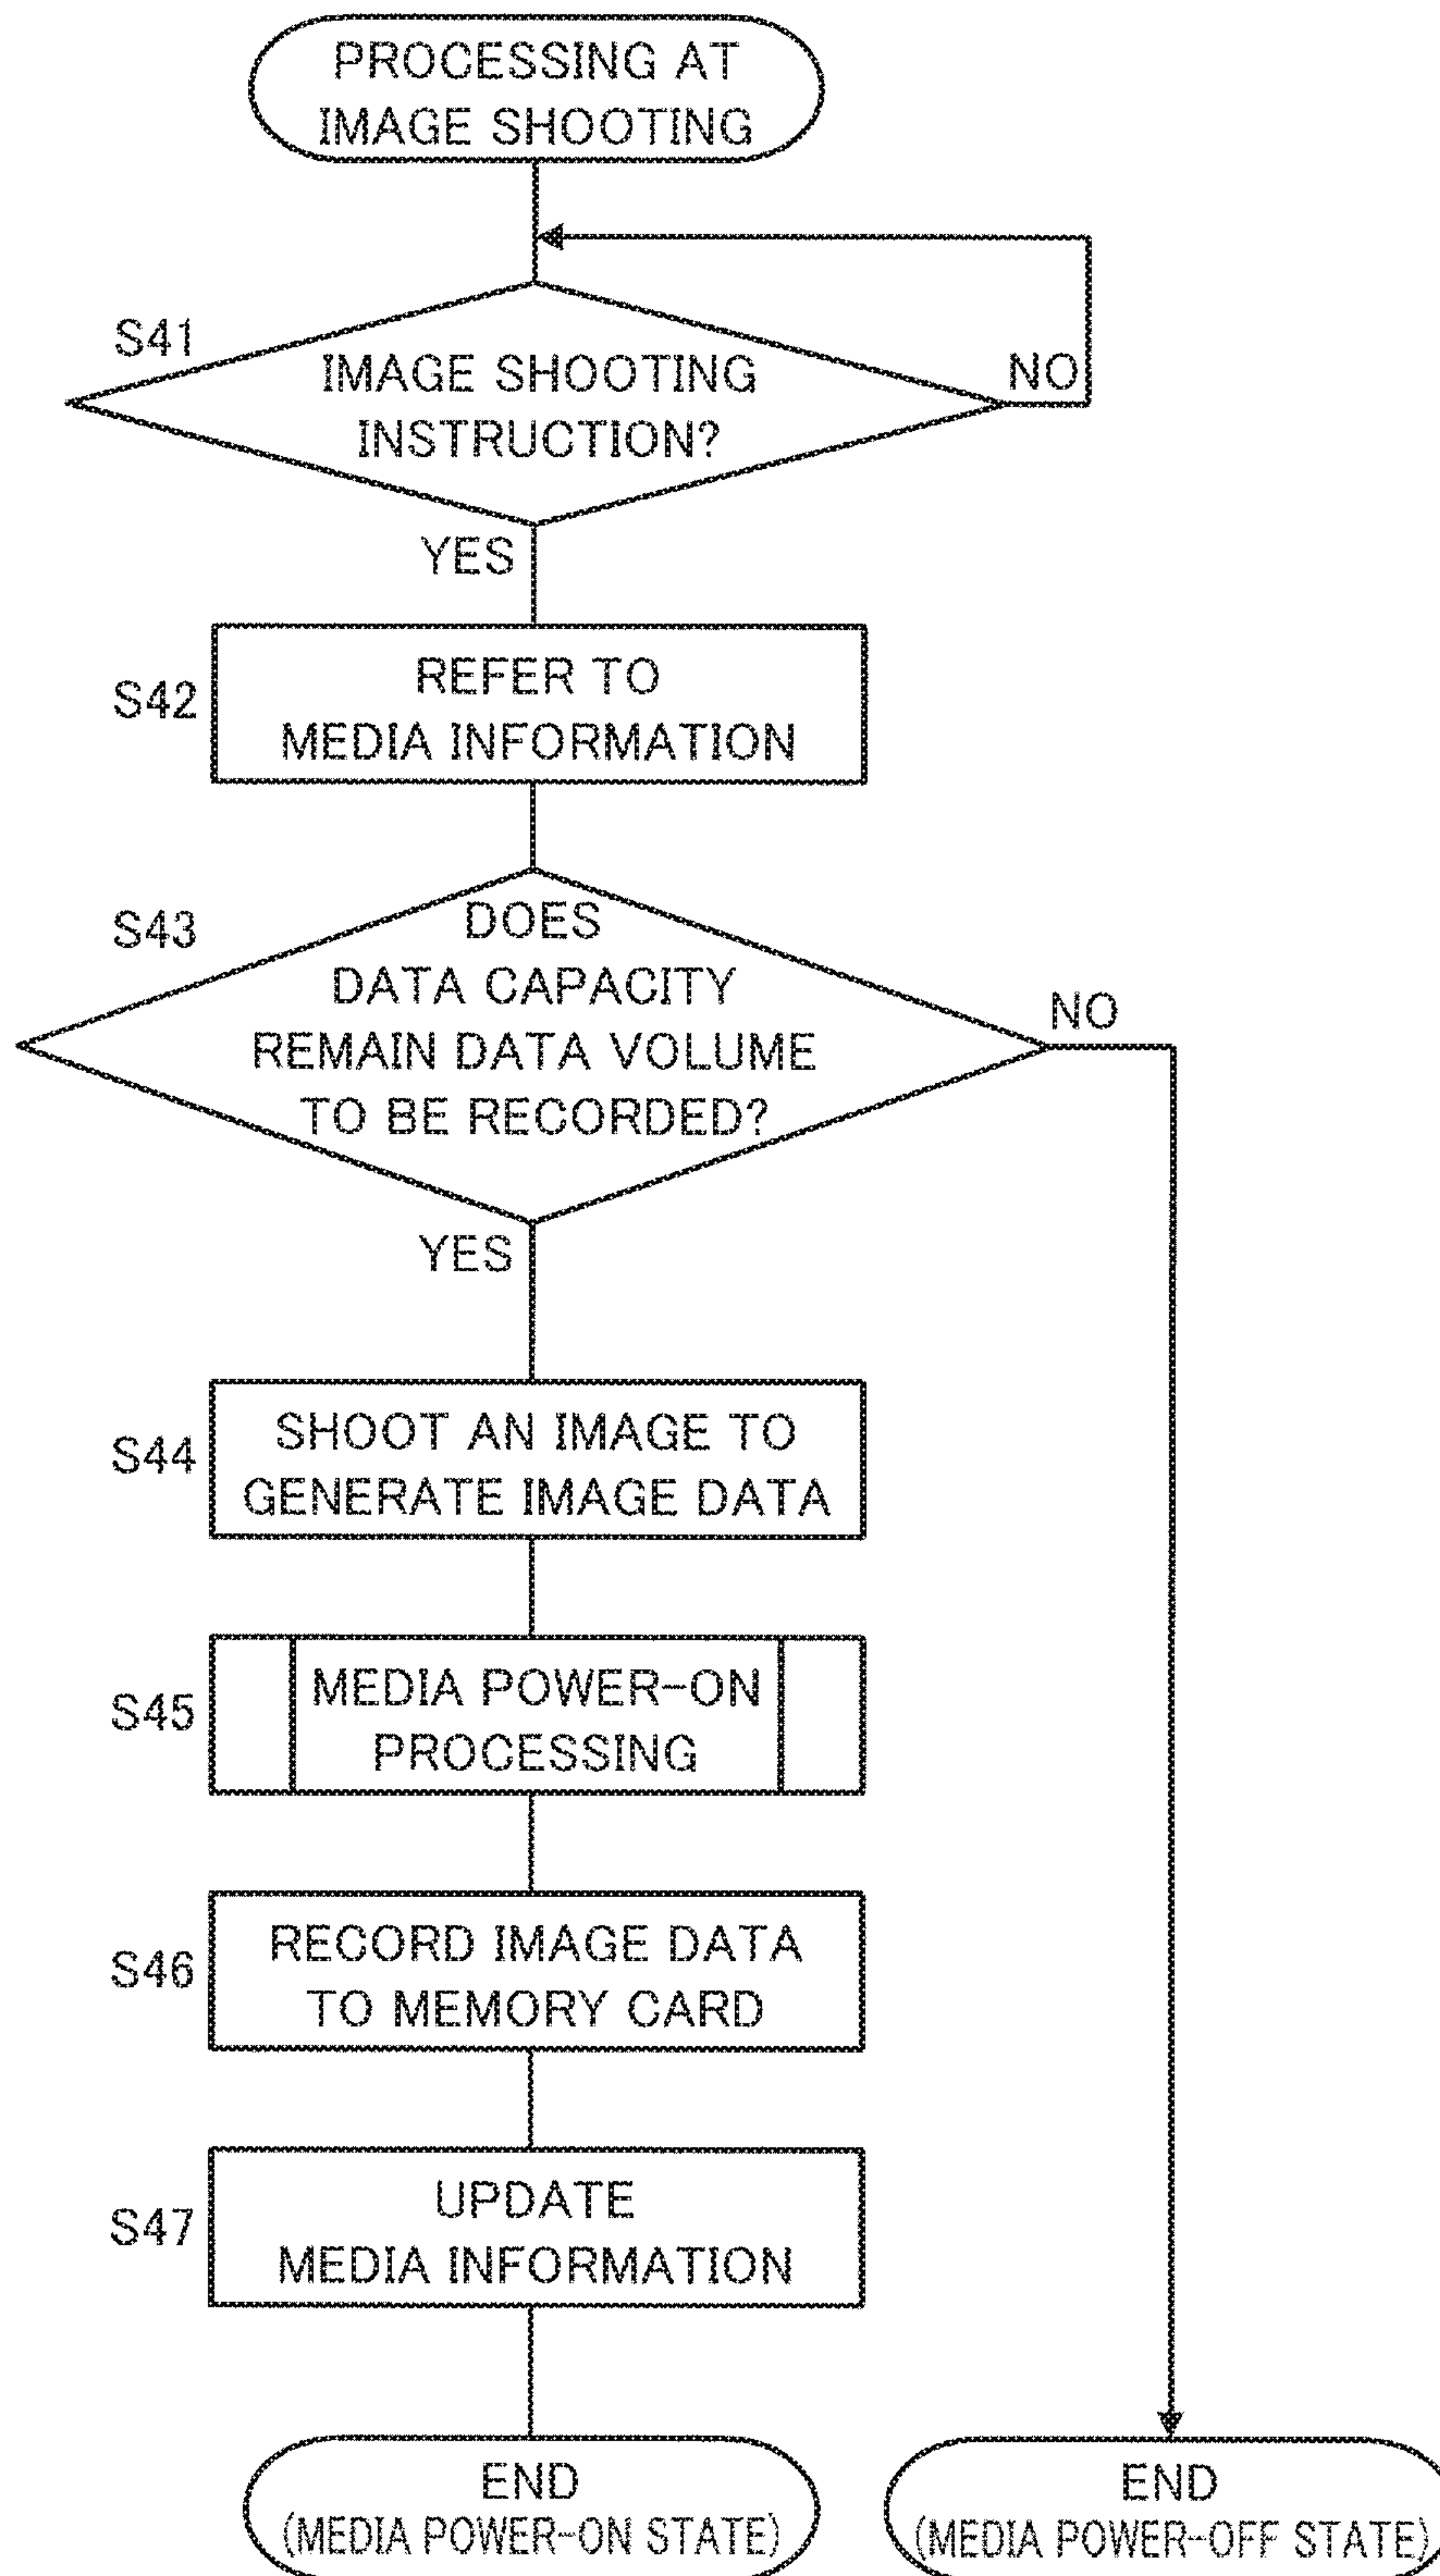 PROCESSING AT
IMAGE SHOOTING
S41
IMAGE SHOOTING
INSTRUCTION?
NO
YES
S42
REFER TO
MEDIA INFORMATION
S43
DOES
DATA CAPACITY
REMAIN DATA VOLUME
TO BE RECORDED?
NO
YES
S44
SHOOT AN IMAGE TO
GENERATE IMAGE DATA
S45
MEDIA POWER-ON
PROCESSING
S46
RECORD IMAGE DATA
TO MEMORY CARD
S47
UPDATE
MEDIA INFORMATION
END
(MEDIA POWER-ON STATE)
END
(MEDIA POWER-OFF STATE)